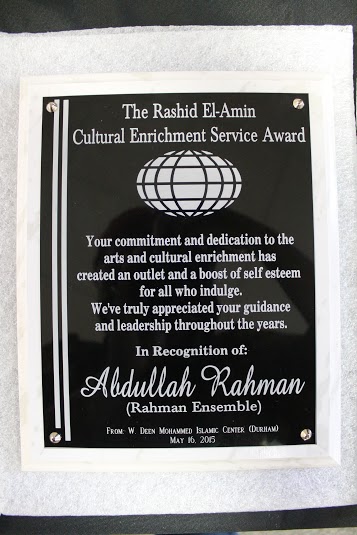 The Rashid El-Amin
Cultural Enrichment Service Award
Your commitment and dedication to the
arts and cultural enrichment has
created an outlet and a boost of self esteem
for all who indulge.
We've truly appreciated your guidance
and leadership throughout the years.
In Recognition of:
Abdullah Rahman
(Rahman Ensemble)
From: W. Deen Mohammed Islamic Center (Durham)
May 16, 2015